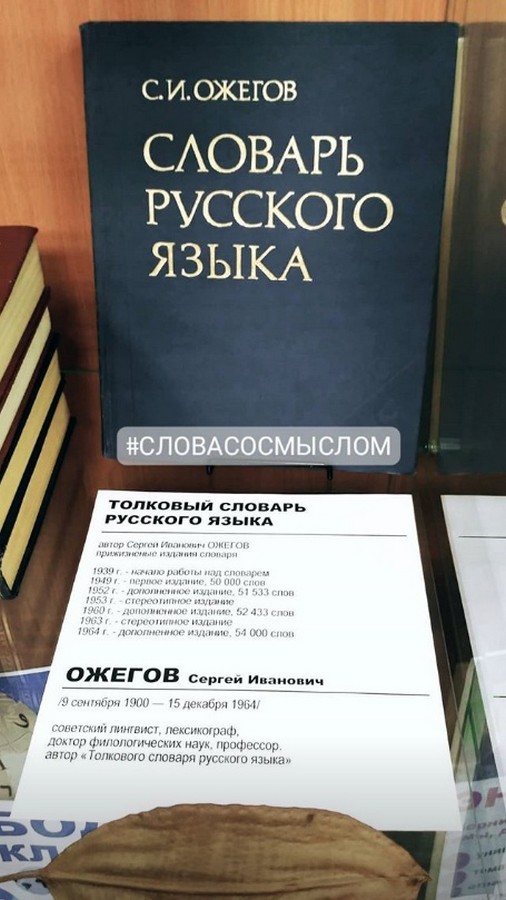 С.И. ОЖЕГОВ
СЛОВАРЬ
РУССКОГО
ЯЗЫКА
#СЛОВАСОСМЫСЛОМ
ТОЛКОВЫЙ СЛОВАРЬ
РУССКОГО ЯЗЫКА
автор Сергей Иванович ОЖЕГОВ
прижизненые издания словаря
1939 г. - начало работы над словарем
1949 г. - первое издание, 50 000 слов
1952 г. - дополненное издание, 51 533 слов
1953 г. - стереотипное издание
1960 г. - дополненное издание, 52 433 слов
1963 г. - стереотипное издание
1964 г. - дополненное издание, 54 000 слов
ОЖЕГОВ Сергей Иванович
/9 сентября 1900 — 15 декабря 1964/
советский лингвист, лексикограф,
доктор филологических наук, профессор.
автор «Толкового словаря русского языка»